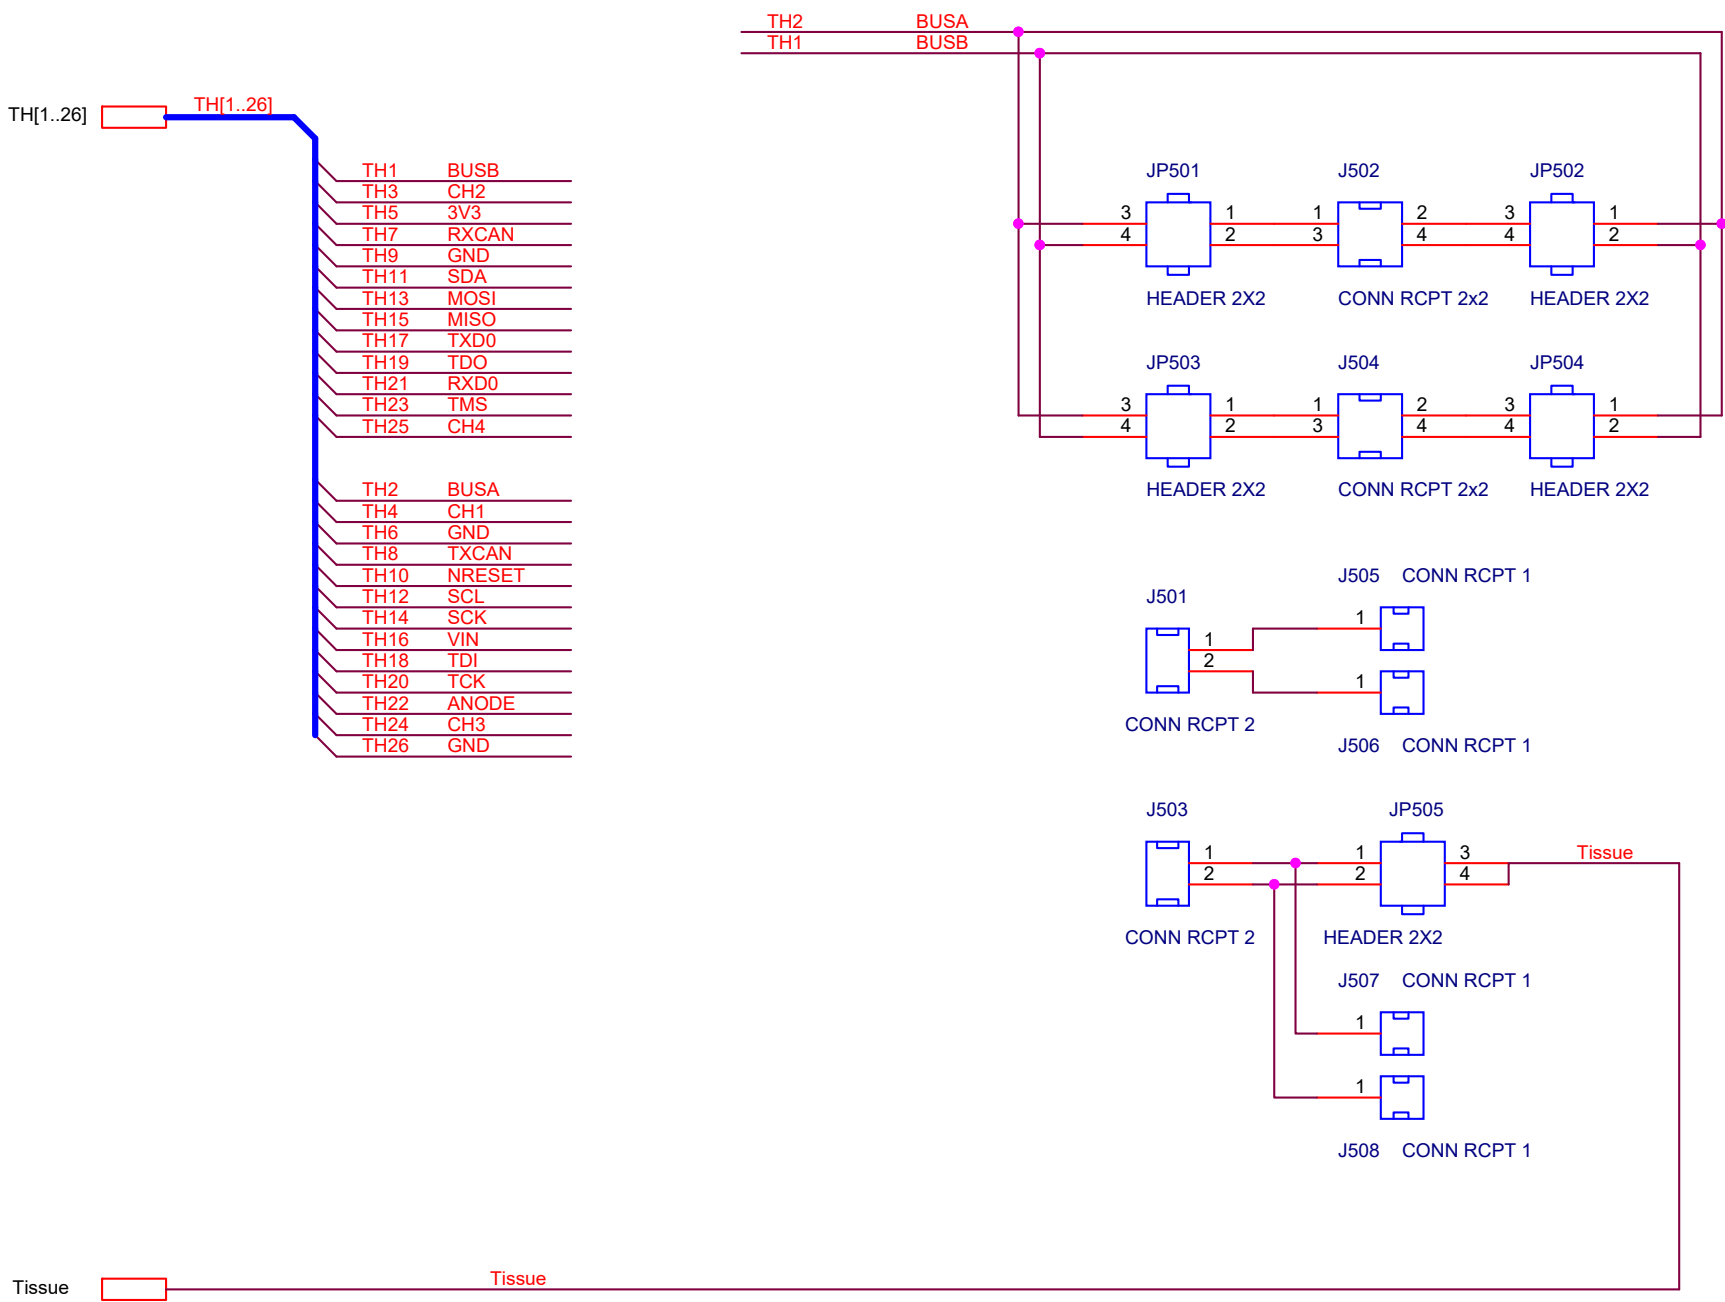 TH2 BUSA
TH1 BUSB
TH[1..26] TH[1..26]
TH1 BUSB
TH3 CH2
TH5 3V3
TH7 RXCAN
TH9 GND
TH11 SDA
TH13 MOSI
TH15 MISO
TH17 TXD0
TH19 TDO
TH21 RXD0
TH23 TMS
TH25 CH4
TH2 BUSA
TH4 CH1
TH6 GND
TH8 TXCAN
TH10 NRESET
TH12 SCL
TH14 SCK
TH16 VIN
TH18 TDI
TH20 TCK
TH22 ANODE
TH24 CH3
TH26 GND
JP501 J502 JP502
3 1 1 2 3 1
4 2 3 4 4 2
HEADER 2X2 CONN RCPT 2x2 HEADER 2X2
JP503 J504 JP504
3 1 1 2 3 1
4 2 3 4 4 2
HEADER 2X2 CONN RCPT 2x2 HEADER 2X2
J505 CONN RCPT 1
J501
1
1
2
1
CONN RCPT 2
J506 CONN RCPT 1
J503 JP505
1 1 3 Tissue
2 2 4
CONN RCPT 2 HEADER 2X2
J507 CONN RCPT 1
1
1
J508 CONN RCPT 1
Tissue Tissue